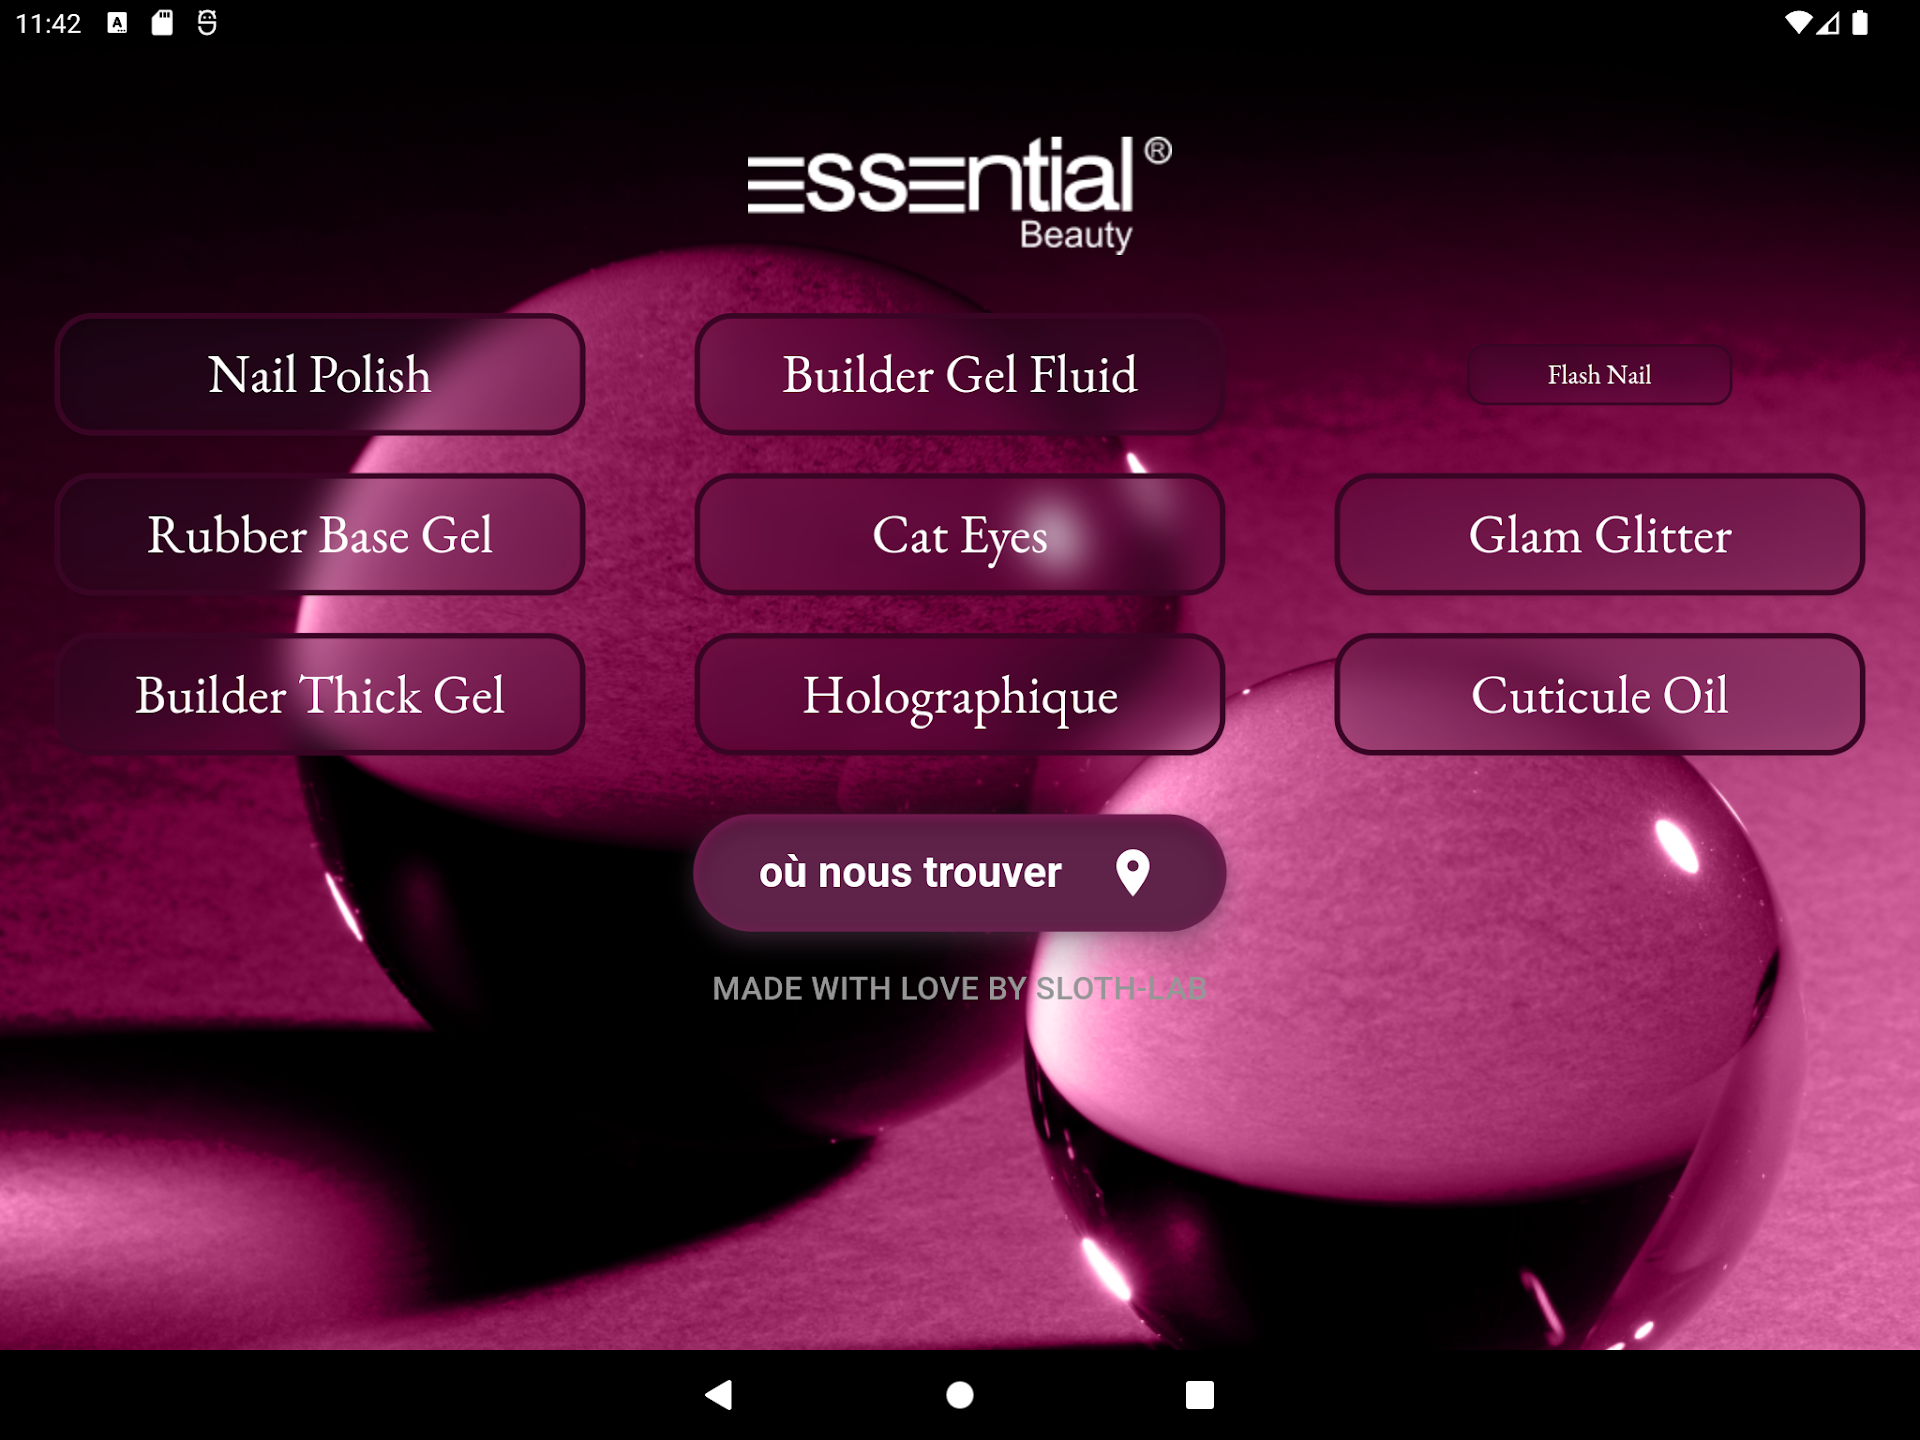 11:42
Essential ®
Beauty
Nail Polish
Builder Gel Fluid
Flash Nail
Rubber Base Gel
Cat Eyes
Glam Glitter
Builder Thick Gel
Holographique
Cuticule Oil
où nous trouver
MADE WITH LOVE BY SLOTH-LAB